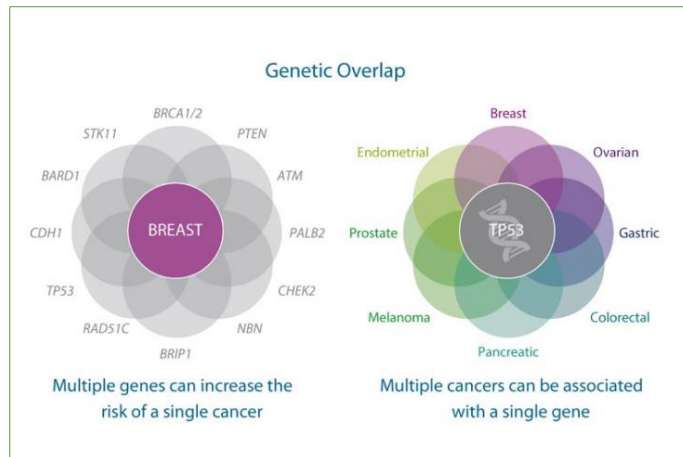 Genetic Overlap
BRCA1/2
STK11
PTEN
BARD1
ATM
CDH1
BREAST
PALB2
TP53
CHEK2
RAD51C
NBN
BRIP1
Multiple genes can increase the
risk of a single cancer
Breast
Endometrial
Ovarian
Prostate
TP53
Gastric
Melanoma
Colorectal
Pancreatic
Multiple cancers can be associated
with a single gene